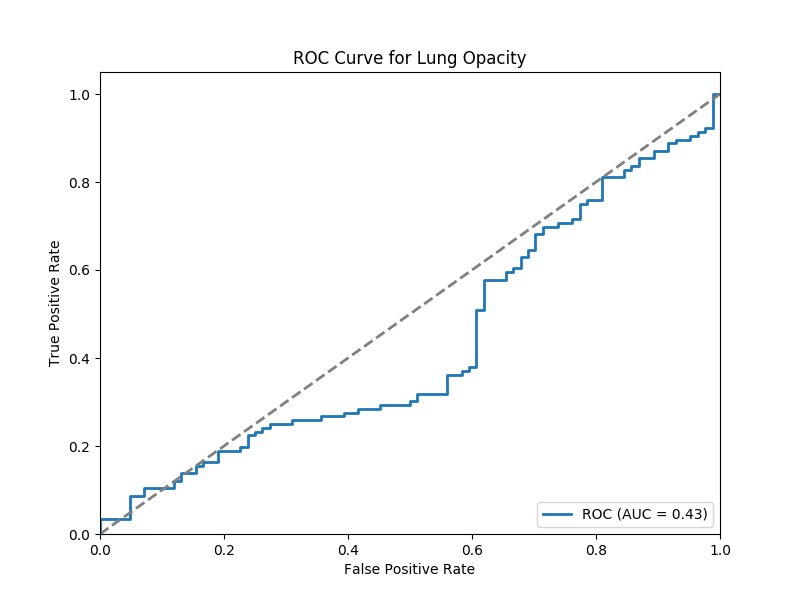 ROC Curve for Lung Opacity
True Positive Rate
1.0
0.8
0.6
0.4
0.2
0.0
ROC (AUC = 0.43)
0.0 0.2 0.4 0.6 0.8 1.0
False Positive Rate